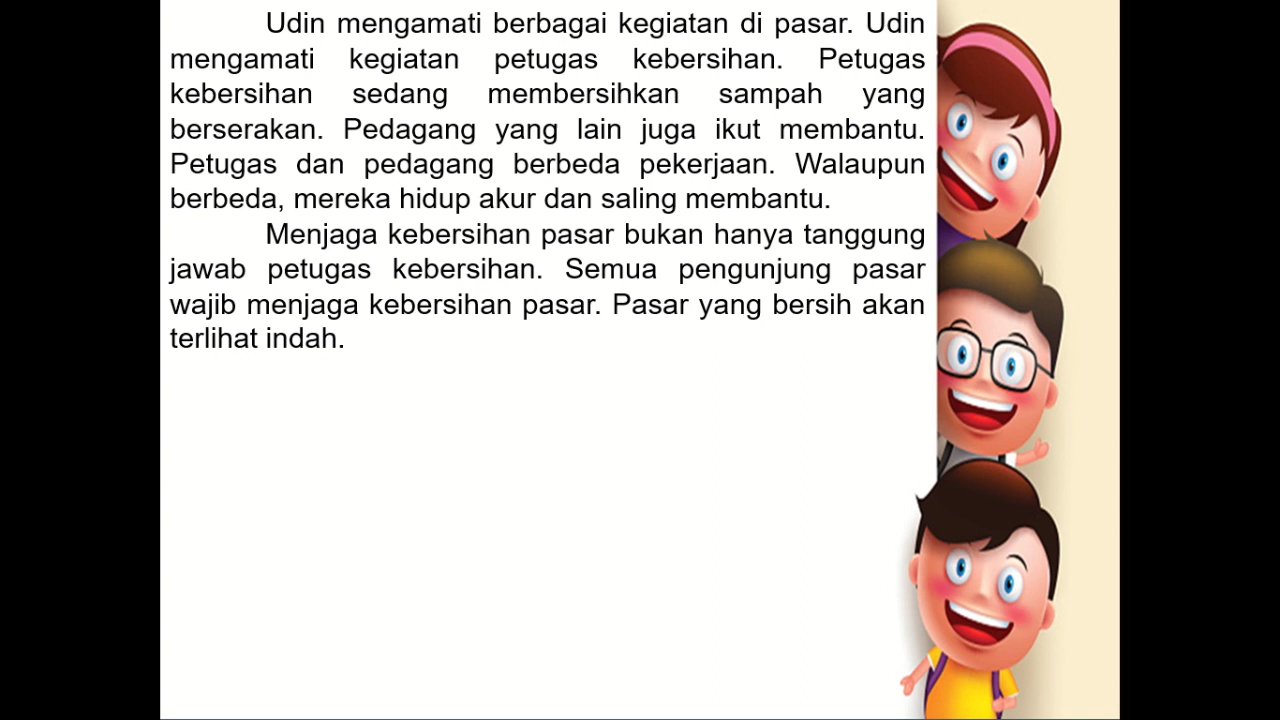 Udin mengamati berbagai kegiatan di pasar. Udin
mengamati kegiatan petugas kebersihan. Petugas
kebersihan sedang membersihkan sampah yang
berserakan. Pedagang yang lain juga ikut membantu.
Petugas dan pedagang berbeda pekerjaan. Walaupun
berbeda, mereka hidup akur dan saling membantu.
Menjaga kebersihan pasar bukan hanya tanggung
jawab petugas kebersihan. Semua pengunjung pasar
wajib menjaga kebersihan pasar. Pasar yang bersih akan
terlihat indah.